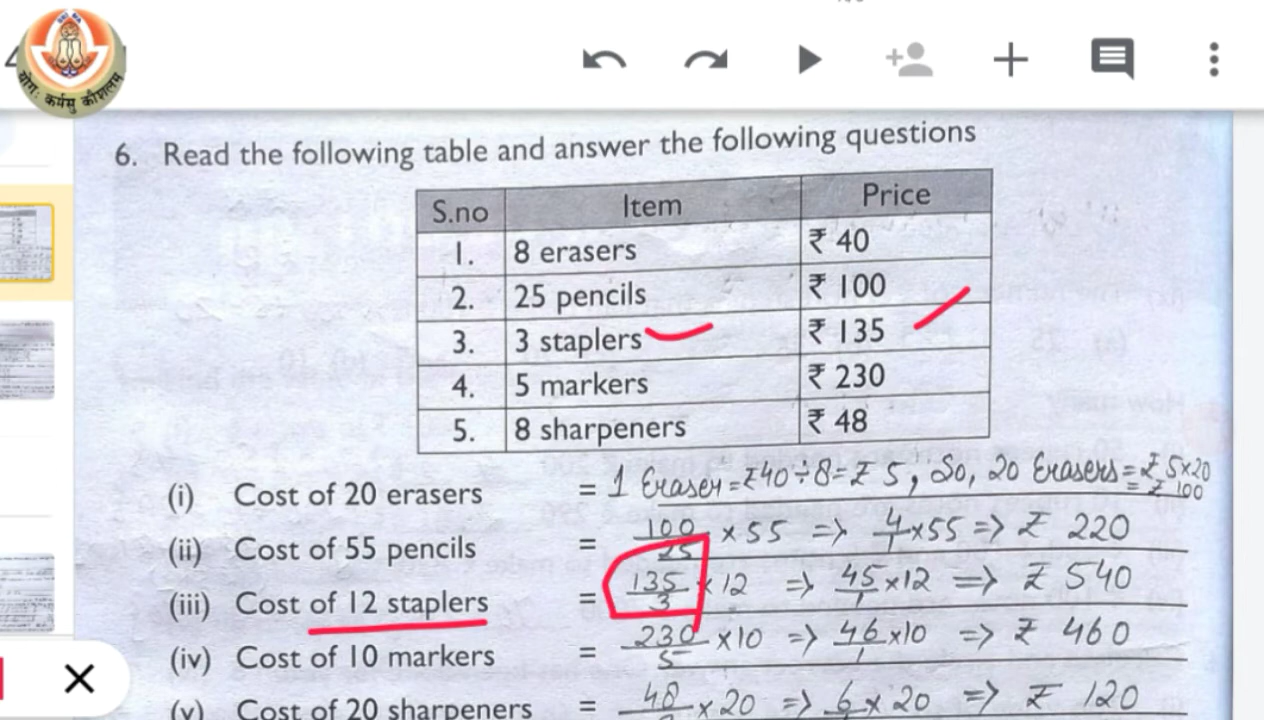 योगः कर्मसु कौशलम्
6. Read the following table and answer the following questions
S.no Item Price
1. 8 erasers ₹ 40
2. 25 pencils ₹ 100
3. 3 staplers ₹ 135
4. 5 markers ₹ 230
5. 8 sharpeners ₹ 48
(i) Cost of 20 erasers = 1 Eraser = ₹40 ÷ 8 = ₹ 5, So, 20 Erasers = ₹ 5×20
= ₹ 100
(ii) Cost of 55 pencils = 100/25 × 55 => 4/1 ×55 => ₹ 220
(iii) Cost of 12 staplers = 135/3 × 12 => 45/1 ×12 => ₹ 540
(iv) Cost of 10 markers = 230/5 ×10 => 46/1 ×10 => ₹ 460
(v) Cost of 20 sharpeners = 48 × 20 => 6/1 × 20 => ₹ 120